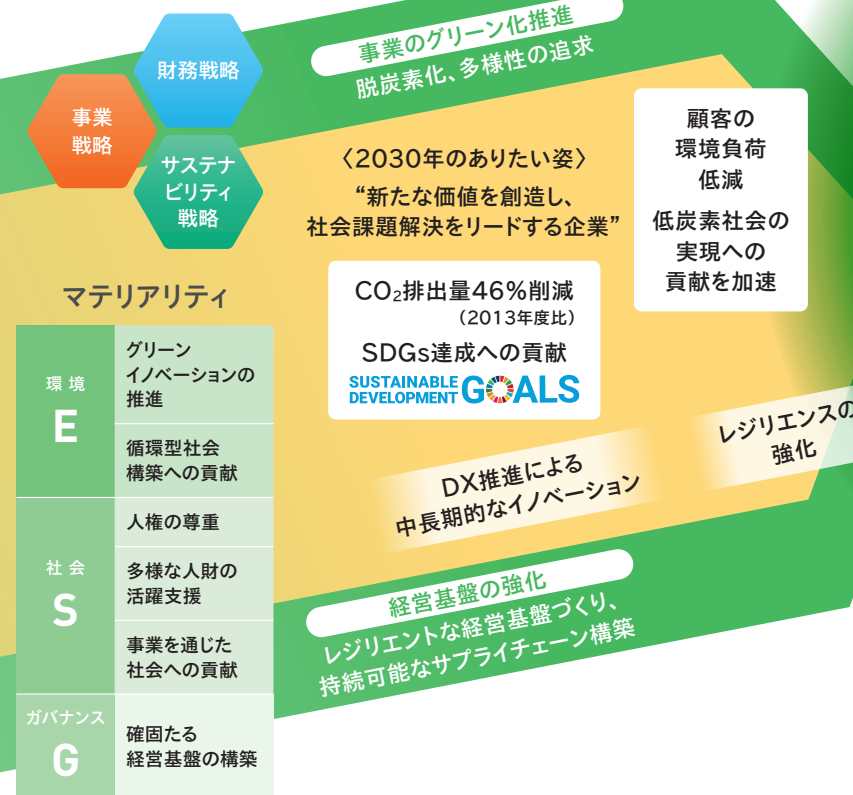 事業のグリーン化推進
脱炭素化、多様性の追求
財務戦略
事業
戦略
サステナ
ビリティ
戦略
〈2030年のありたい姿〉
“新たな価値を創造し、
社会課題解決をリードする企業”
顧客の
環境負荷
低減
低炭素社会の
実現への
貢献を加速
CO₂排出量46%削減
（2013年度比）
SDGs達成への貢献
SUSTAINABLE
DEVELOPMENT
GOALS
マテリアリティ
環境
E
グリーン
イノベーションの
推進
循環型社会
構築への貢献
社会
S
人権の尊重
多様な人財の
活躍支援
事業を通じた
社会への貢献
ガバナンス
G
確固たる
経営基盤の構築
DX推進による
中長期的なイノベーション
レジリエンスの
強化
経営基盤の強化
レジリエントな経営基盤づくり、
持続可能なサプライチェーン構築